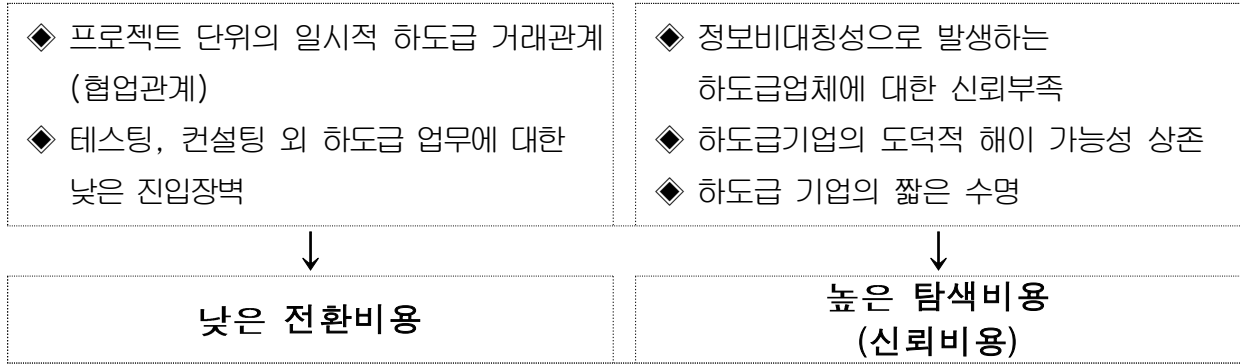 ◈ 프로젝트 단위의 일시적 하도급 거래관계
(협업관계)
◈ 테스팅, 컨설팅 외 하도급 업무에 대한
낮은 진입장벽
◈ 정보비대칭성으로 발생하는
하도급업체에 대한 신뢰부족
◈ 하도급기업의 도덕적 해이 가능성 상존
◈ 하도급 기업의 짧은 수명
↓
↓
낮은 전환비용
높은 탐색비용
(신뢰비용)